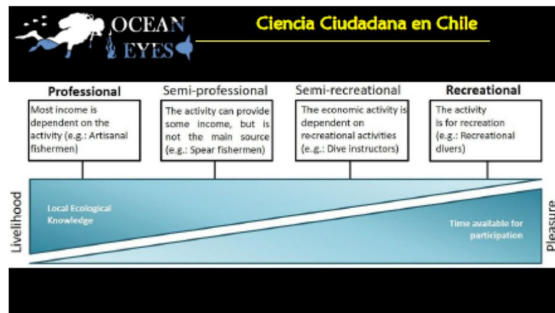 OCEAN
EYES
Ciencia Ciudadana en Chile
Professional
Semi-professional
Semi-recreational
Recreational
Most income is
dependent on the
activity (e.g.: Artisanal
fishermen)
The activity can provide
some income, but is
not the main source
(e.g.: Spear fishermen)
The economic activity is
dependent on
recreational activities
(e.g.: Dive instructors)
The activity
is for recreation
(e.g.: Recreational
divers)
Livelihood
Local Ecological
Knowledge
Time available for
participation
Pleasure